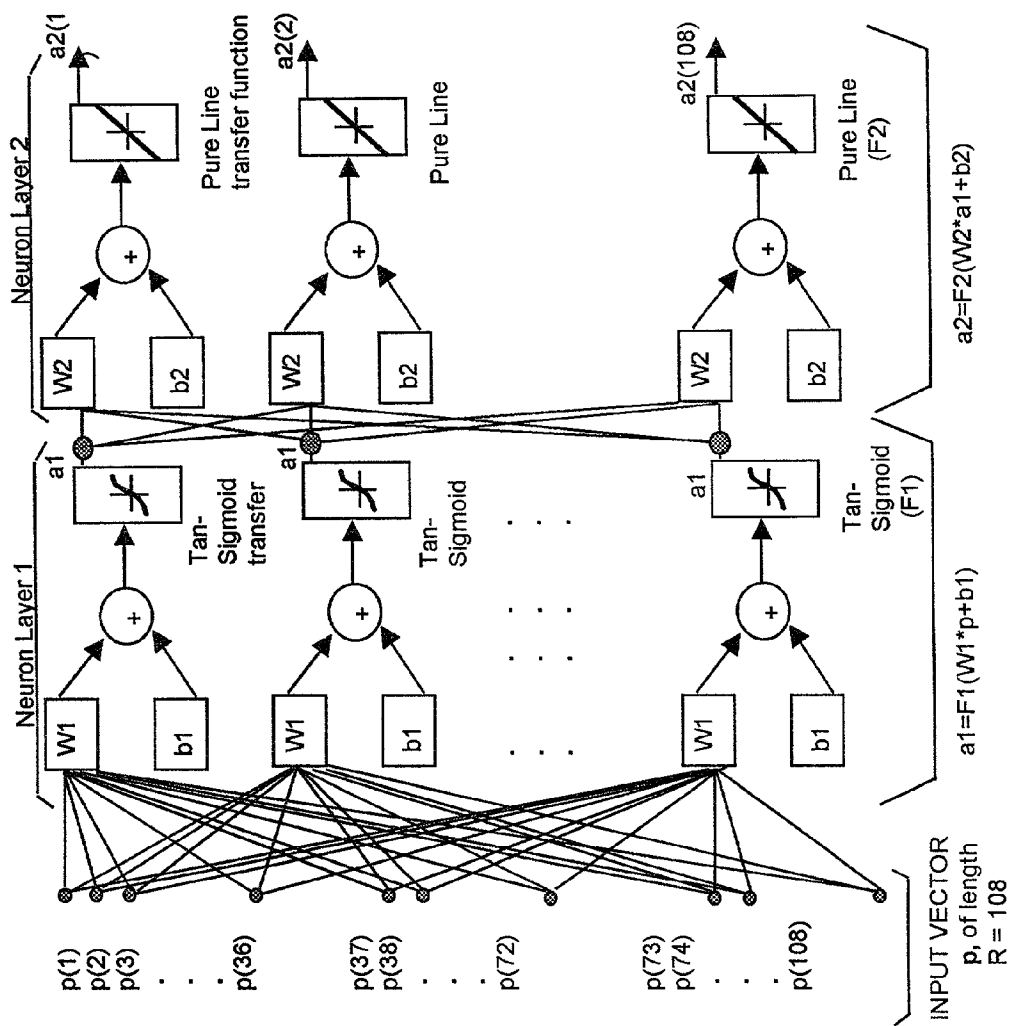 Neuron Layer 1
Neuron Layer 2
p(1)
p(2)
p(3)
. . . .
p(36)
p(37)
p(38)
. . . .
p(72)
p(73)
p(74)
. . . .
p(108)
INPUT VECTOR
p, of length
R = 108
W1
b1
+
Tan-
Sigmoid
transfer
a1
W1
b1
+
Tan-
Sigmoid
a1
. . .
. . .
. . .
. . .
W1
b1
+
Tan-
Sigmoid
(F1)
a1
a1=F1(W1*p+b1)
W2
b2
+
Pure Line
transfer function
a2(1)
W2
b2
+
Pure Line
a2(2)
W2
b2
+
Pure Line
(F2)
a2(108)
a2=F2(W2*a1+b2)